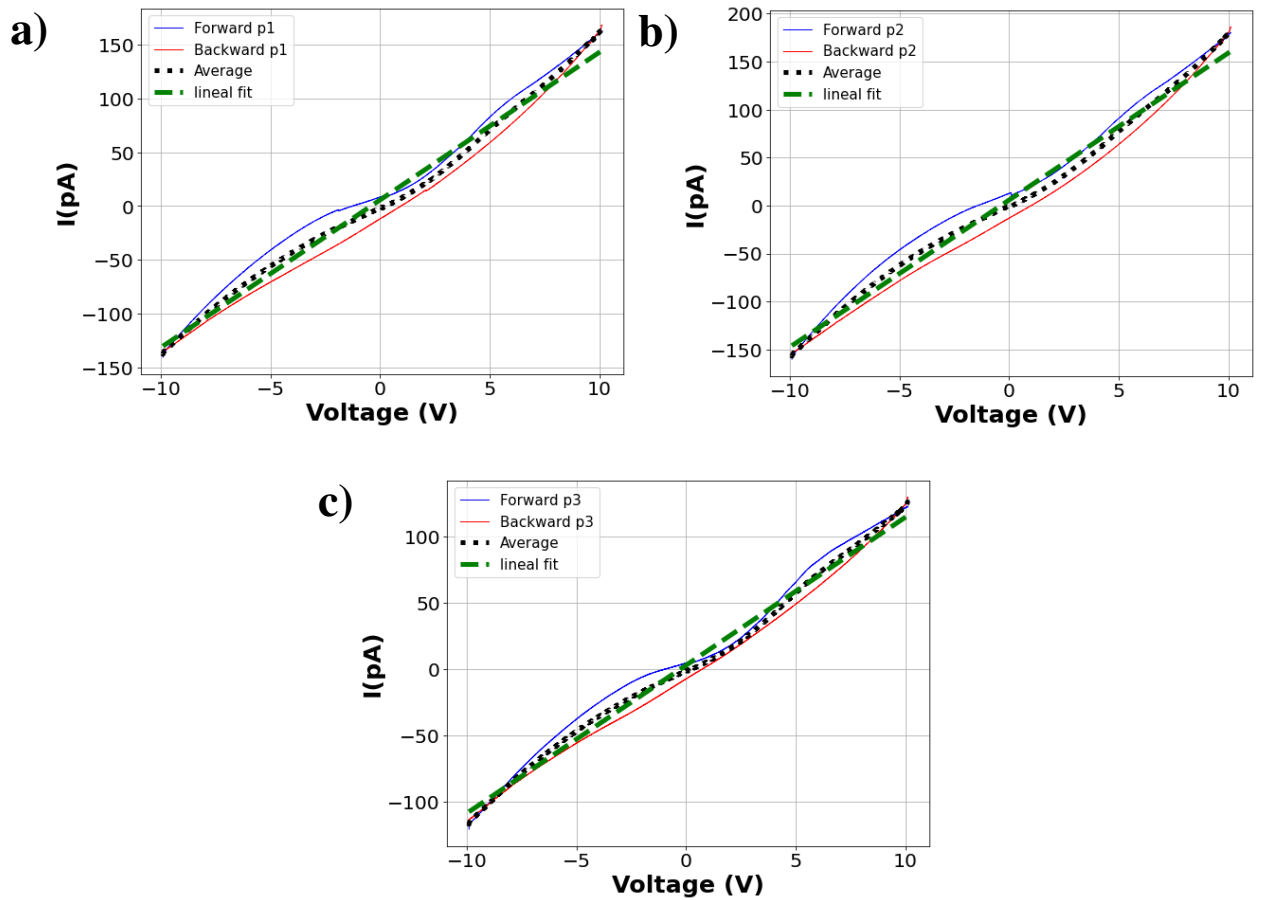 a)
Forward p1
Backward p1
Average
lineal fit
150
100
50
0
−50
−100
−150
I(pA)
−10 −5 0 5 10
Voltage (V)
b)
Forward p2
Backward p2
Average
lineal fit
200
150
100
50
0
−50
−100
−150
I(pA)
−10 −5 0 5 10
Voltage (V)
c)
Forward p3
Backward p3
Average
lineal fit
100
50
0
−50
−100
I(pA)
−10 −5 0 5 10
Voltage (V)